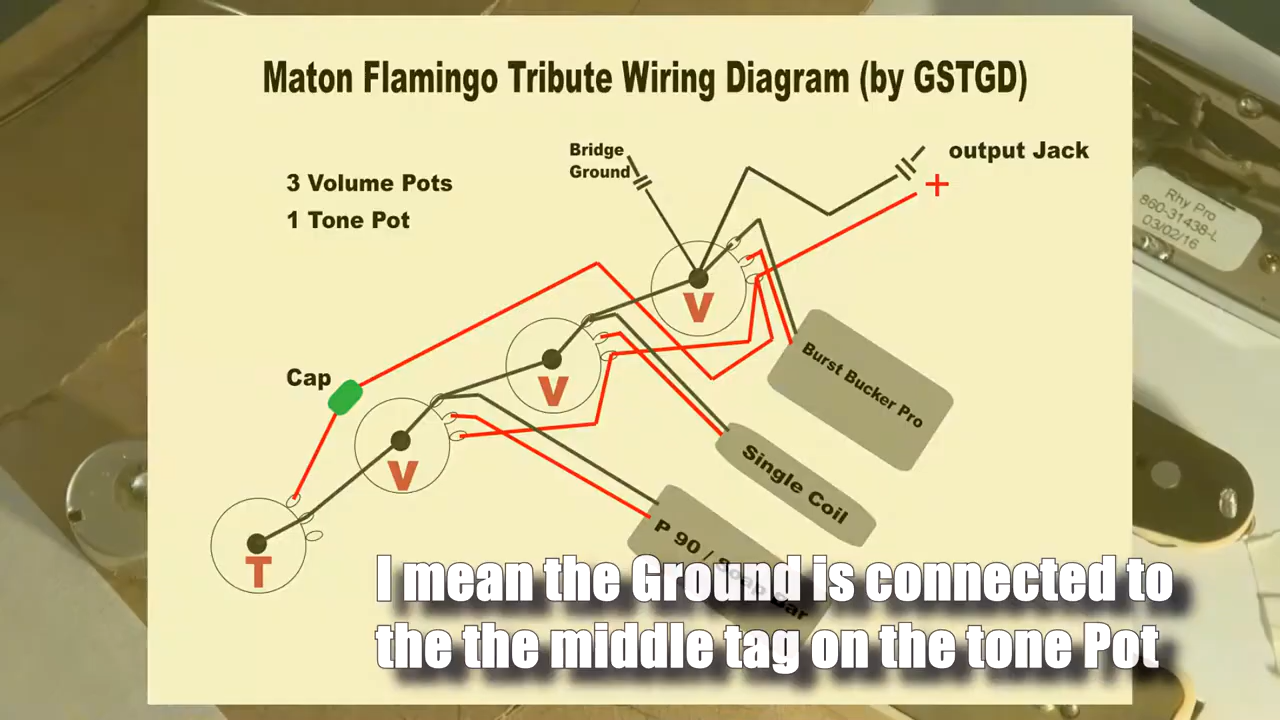 Maton Flamingo Tribute Wiring Diagram (by GSTGD)
Bridge
Ground
output Jack
+
3 Volume Pots
1 Tone Pot
Rhy Pro
860-31438-L
03/02/16
V
V
V
T
Cap
Burst Bucker Pro
Single Coil
P 90 / Soap Bar
I mean the Ground is connected to
the the middle tag on the tone Pot